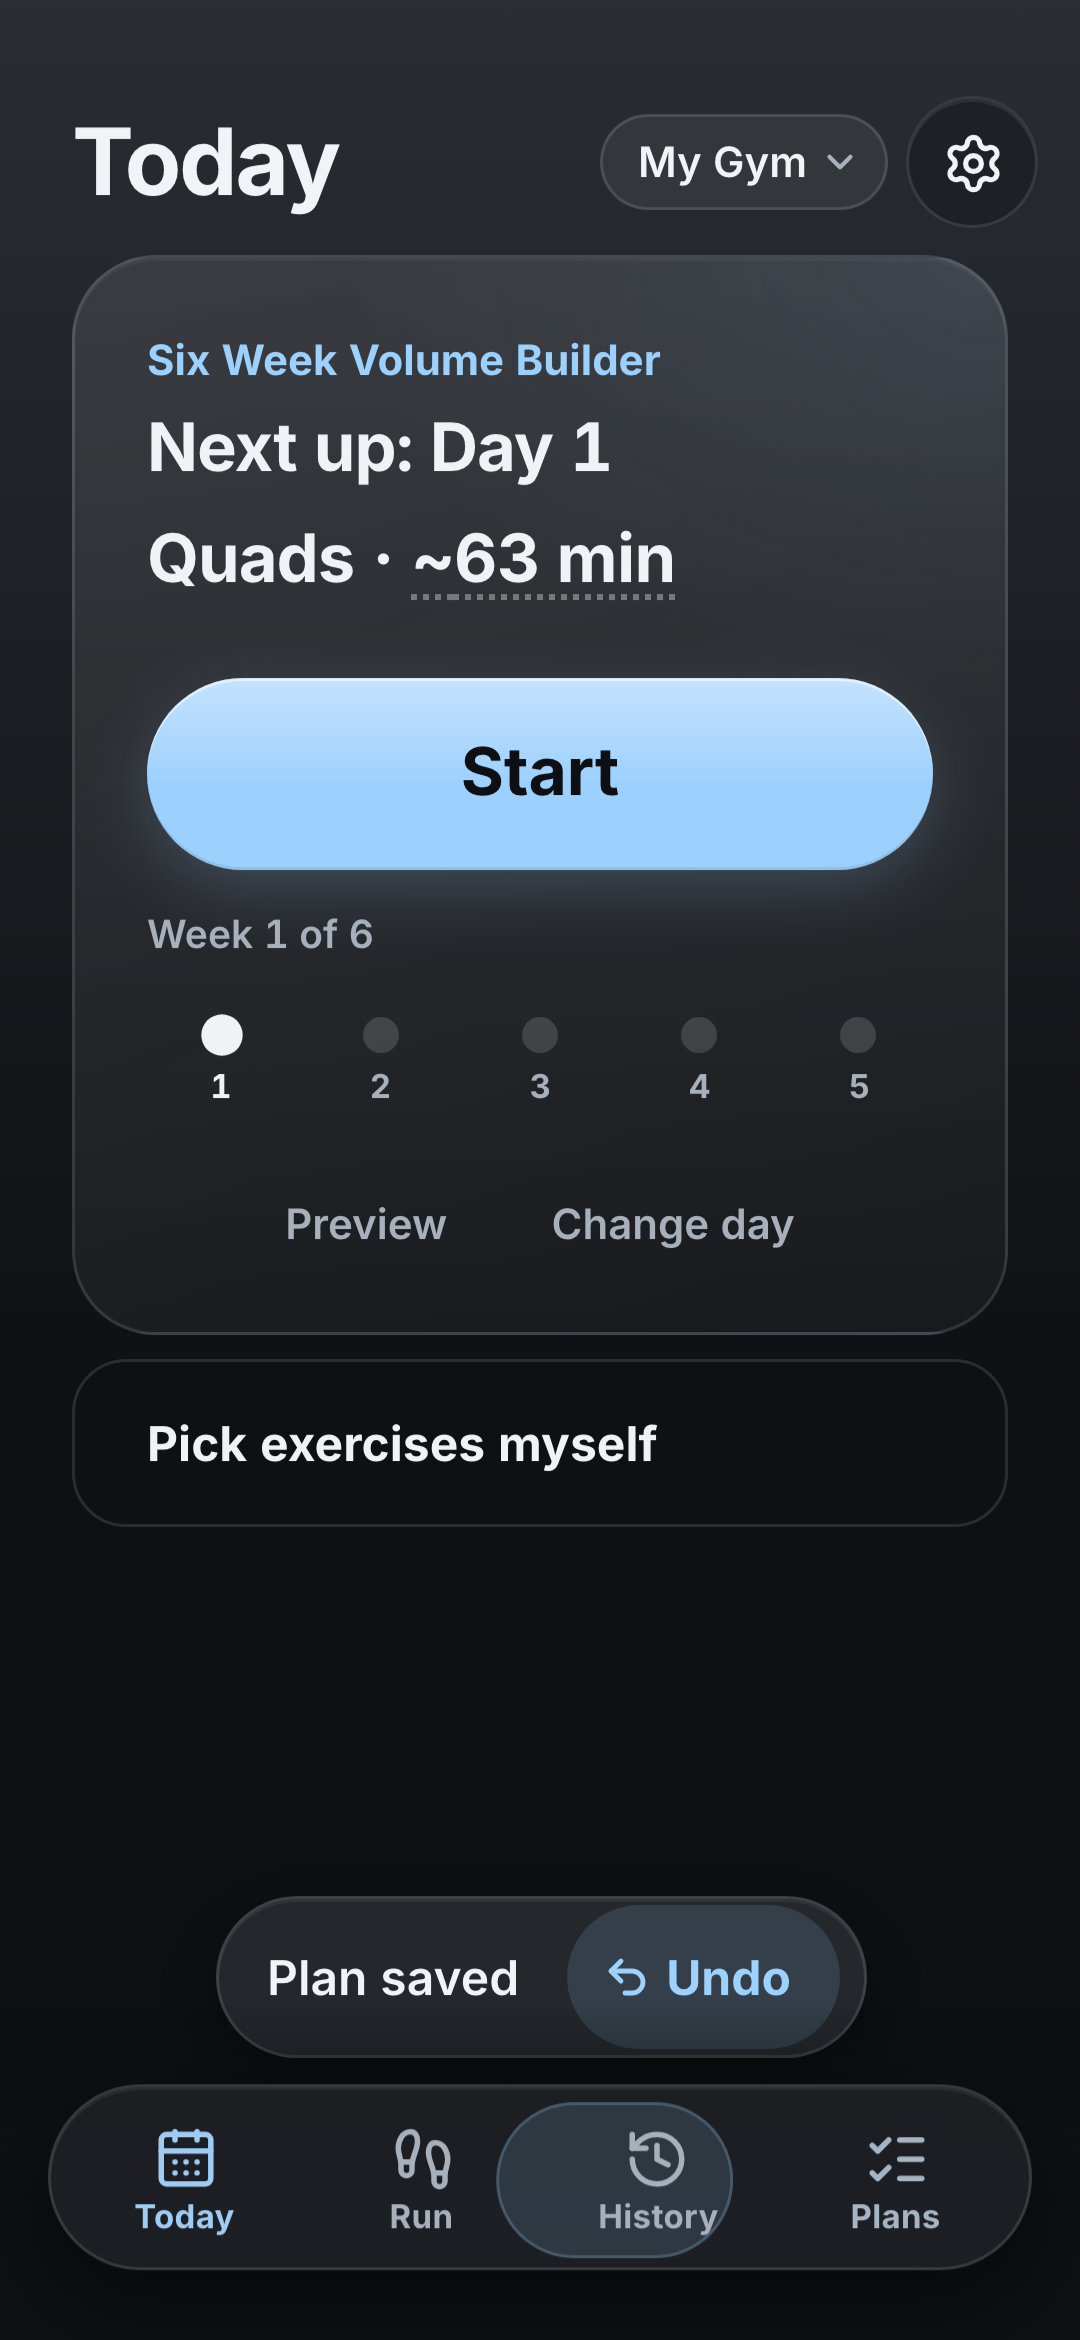 Today
My Gym
Six Week Volume Builder
Next up: Day 1
Quads · ~63 min
Start
Week 1 of 6
1 2 3 4 5
Preview Change day
Pick exercises myself
Plan saved Undo
Today Run History Plans